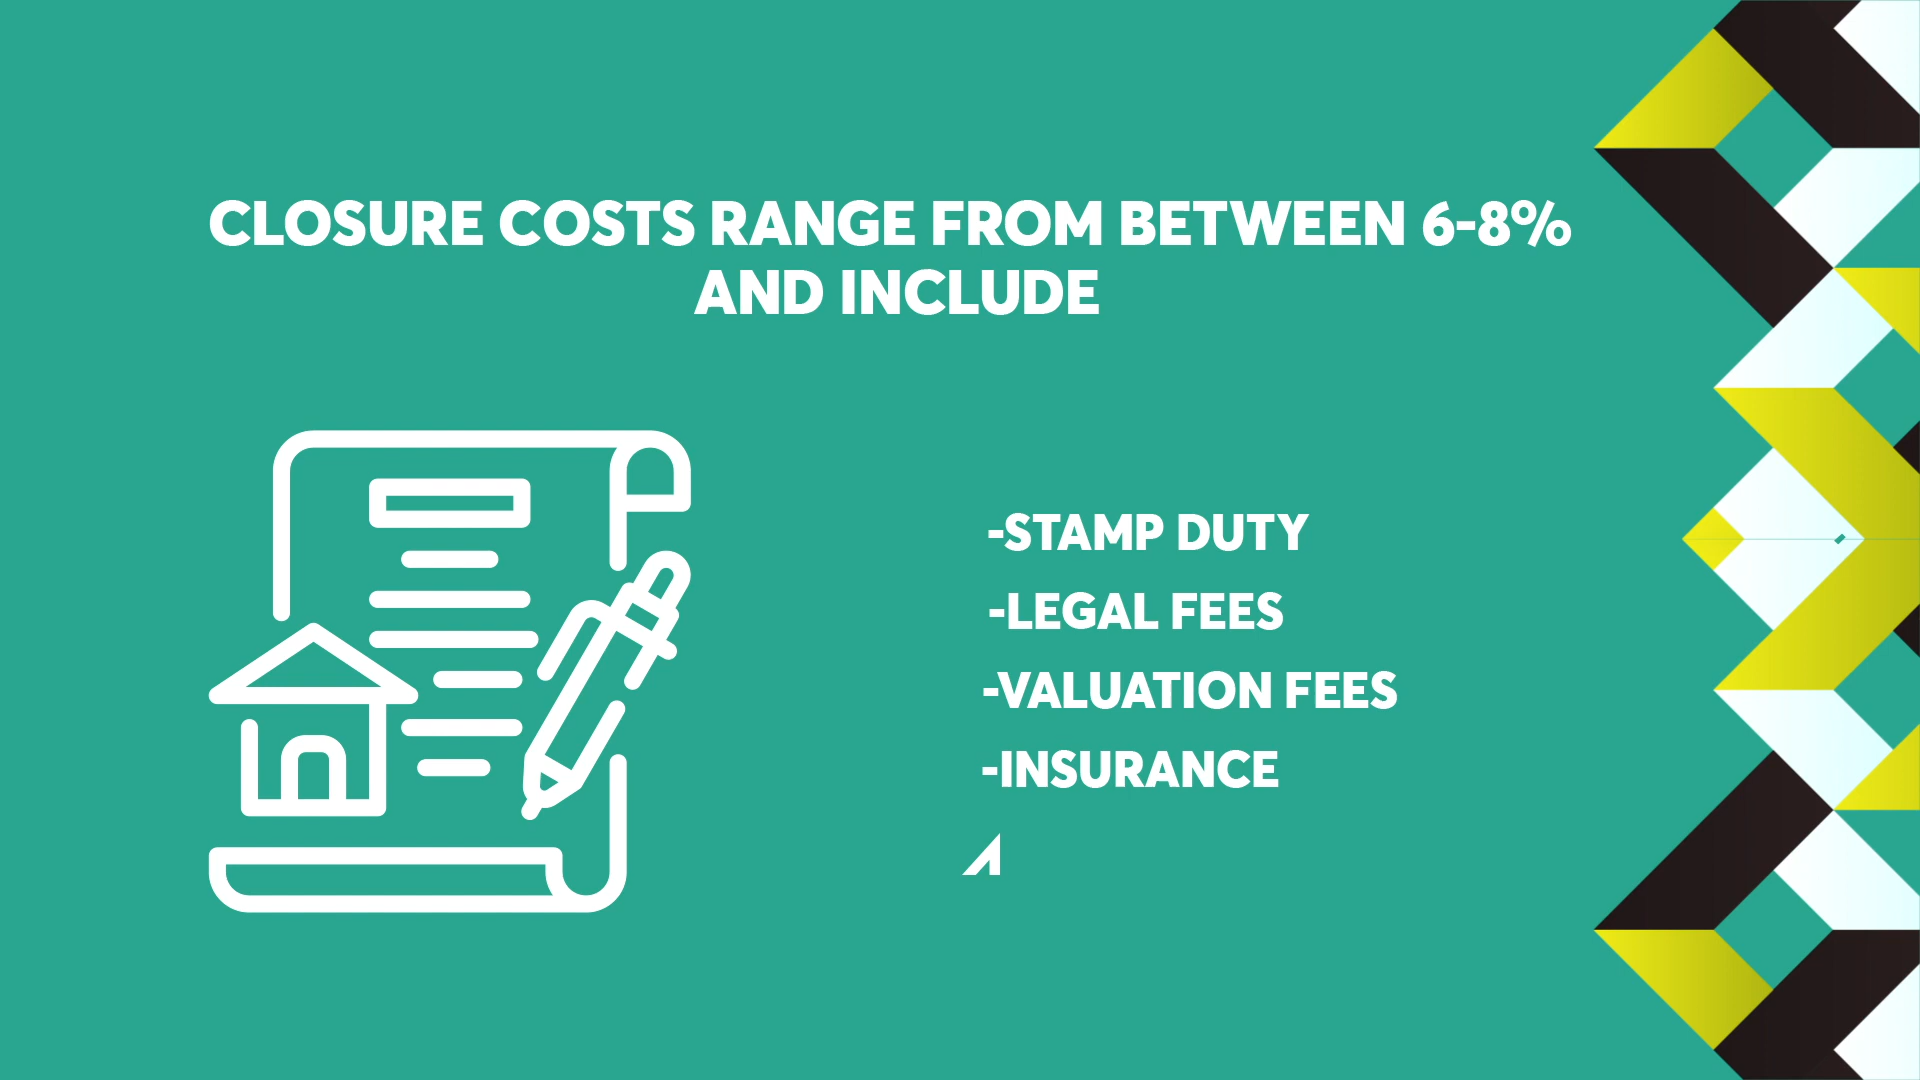 CLOSURE COSTS RANGE FROM BETWEEN 6-8%
AND INCLUDE
-STAMP DUTY
-LEGAL FEES
-VALUATION FEES
-INSURANCE